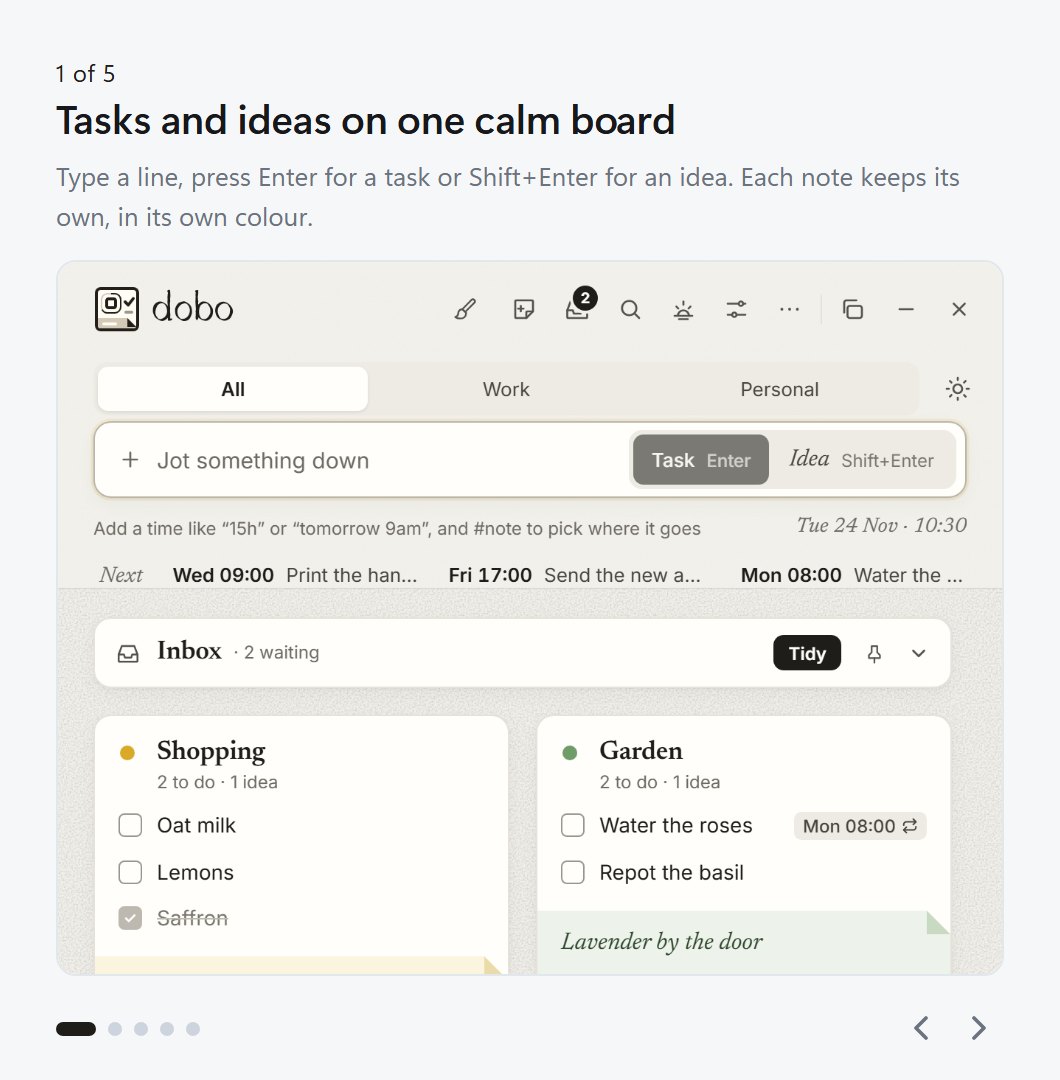 1 of 5
Tasks and ideas on one calm board
Type a line, press Enter for a task or Shift+Enter for an idea. Each note keeps its
own, in its own colour.
dobo
2
All Work Personal
Jot something down Task Enter Idea Shift+Enter
Add a time like “15h” or “tomorrow 9am”, and #note to pick where it goes Tue 24 Nov · 10:30
Next Wed 09:00 Print the han... Fri 17:00 Send the new a... Mon 08:00 Water the ...
Inbox · 2 waiting Tidy
Shopping
2 to do · 1 idea
Oat milk
Lemons
Saffron
Garden
2 to do · 1 idea
Water the roses Mon 08:00
Repot the basil
Lavender by the door